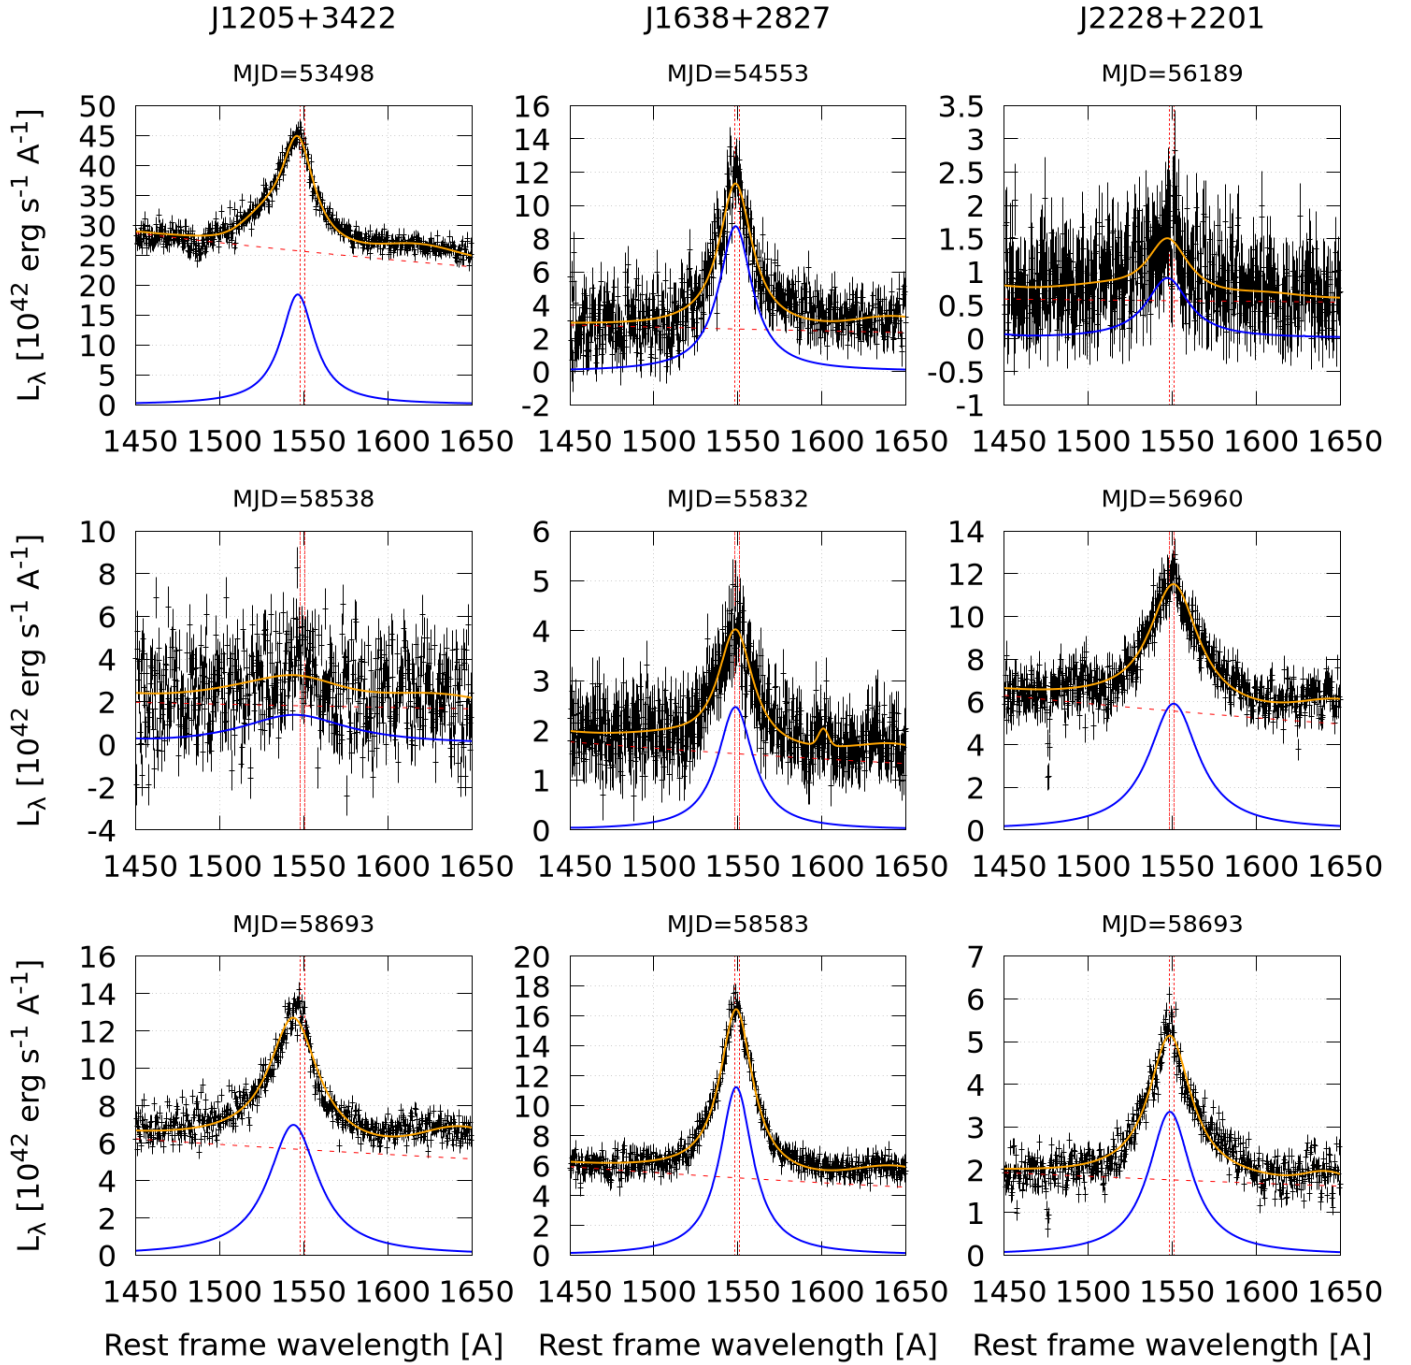 J1205+3422 J1638+2827 J2228+2201
MJD=53498 MJD=54553 MJD=56189
L_λ [10^42 erg s^-1 A^-1]
50 45 40 35 30 25 20 15 10 5 0
16 14 12 10 8 6 4 2 0 -2
3.5 3 2.5 2 1.5 1 0.5 0 -0.5 -1
1450 1500 1550 1600 1650 1450 1500 1550 1600 1650 1450 1500 1550 1600 1650
MJD=58538 MJD=55832 MJD=56960
L_λ [10^42 erg s^-1 A^-1]
10 8 6 4 2 0 -2 -4
6 5 4 3 2 1 0
14 12 10 8 6 4 2 0
1450 1500 1550 1600 1650 1450 1500 1550 1600 1650 1450 1500 1550 1600 1650
MJD=58693 MJD=58583 MJD=58693
L_λ [10^42 erg s^-1 A^-1]
16 14 12 10 8 6 4 2 0
20 18 16 14 12 10 8 6 4 2 0
7 6 5 4 3 2 1 0
1450 1500 1550 1600 1650 1450 1500 1550 1600 1650 1450 1500 1550 1600 1650
Rest frame wavelength [A] Rest frame wavelength [A] Rest frame wavelength [A]